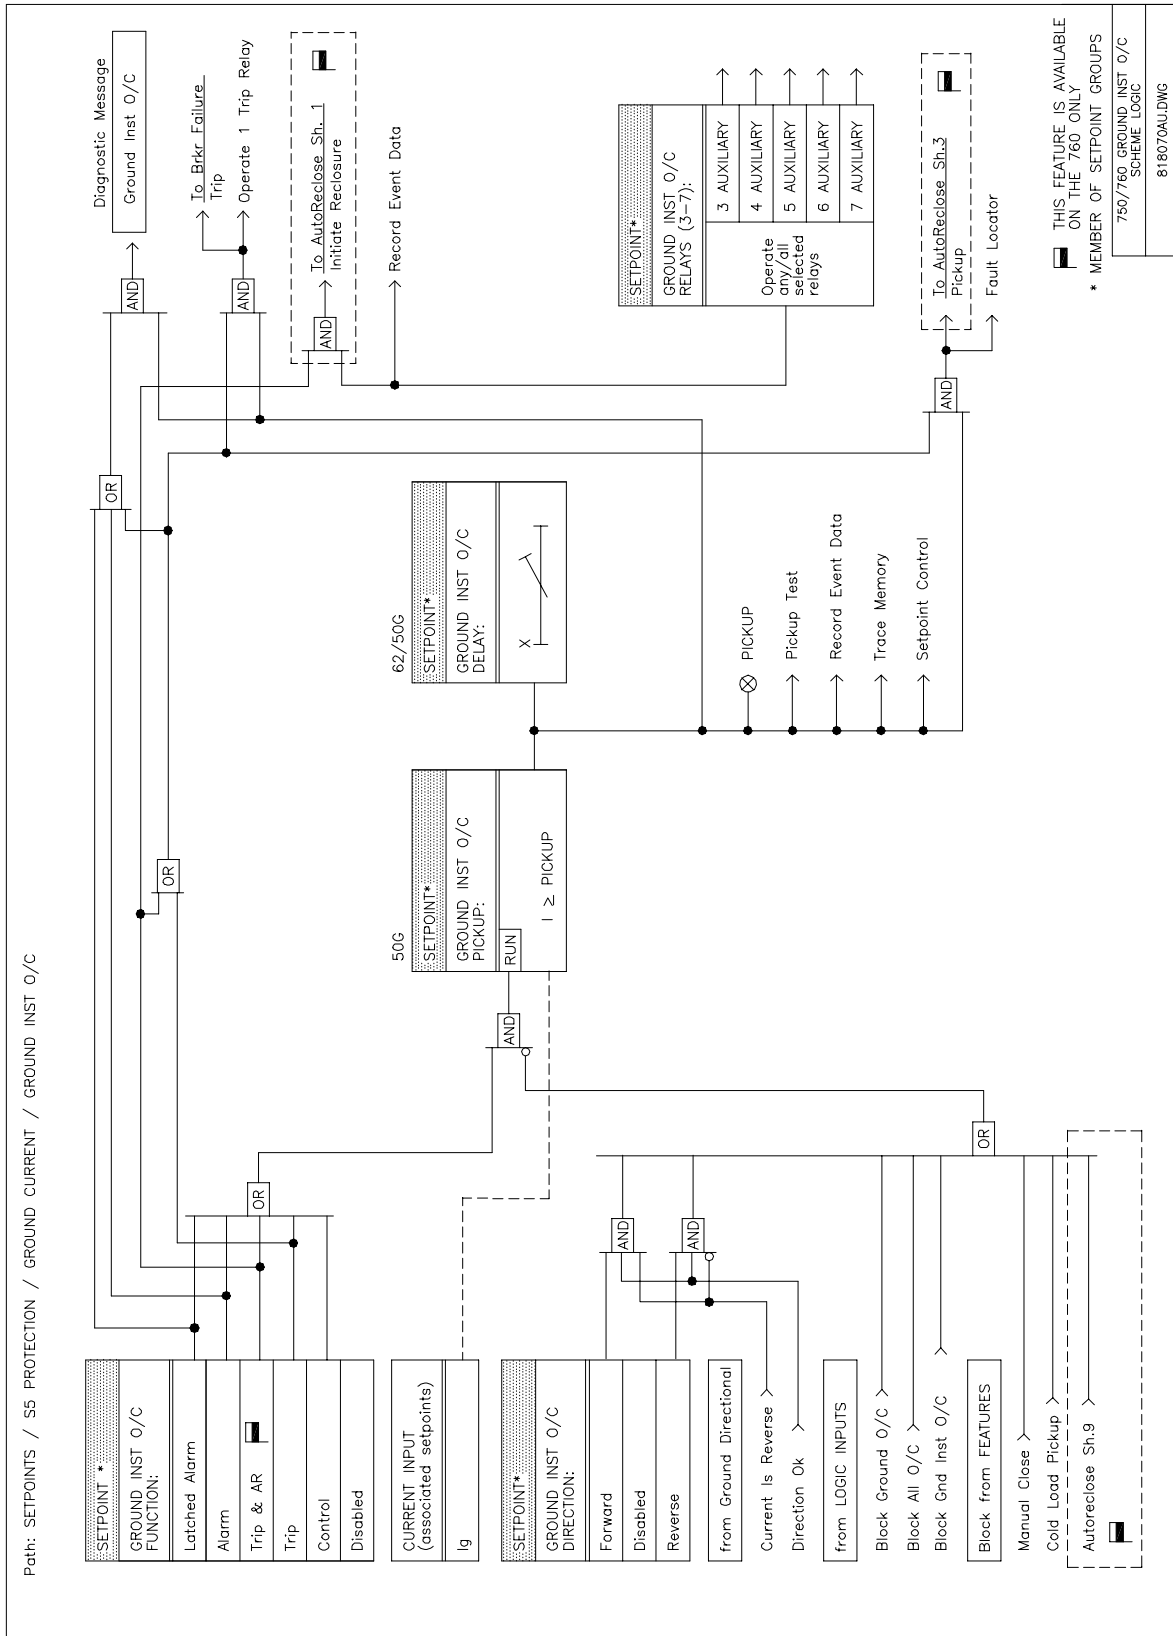 Path: SETPOINTS / S5 PROTECTION / GROUND CURRENT / GROUND INST O/C
SETPOINT *
GROUND INST O/C
FUNCTION:
Latched Alarm
Alarm
Trip & AR
Trip
Control
Disabled
CURRENT INPUT
(associated setpoints)
Ig
SETPOINT*
GROUND INST O/C
DIRECTION:
Forward
Disabled
Reverse
from Ground Directional
Current Is Reverse
Direction Ok
from LOGIC INPUTS
Block Ground O/C
Block All O/C
Block Gnd Inst O/C
Block from FEATURES
Manual Close
Cold Load Pickup
Autoreclose Sh.9
OR
AND
AND
OR
AND
OR
50G
SETPOINT*
GROUND INST O/C
PICKUP:
RUN
I ≥ PICKUP
62/50G
SETPOINT*
GROUND INST O/C
DELAY:
X
PICKUP
Pickup Test
Record Event Data
Trace Memory
Setpoint Control
OR
AND
AND
AND
AND
Diagnostic Message
Ground Inst O/C
To Brkr Failure
Trip
Operate 1 Trip Relay
To AutoReclose Sh. 1
Initiate Reclosure
Record Event Data
SETPOINT*
GROUND INST O/C
RELAYS (3-7):
Operate
any/all
selected
relays
3 AUXILIARY
4 AUXILIARY
5 AUXILIARY
6 AUXILIARY
7 AUXILIARY
To AutoReclose Sh.3
Pickup
Fault Locator
THIS FEATURE IS AVAILABLE
ON THE 760 ONLY
* MEMBER OF SETPOINT GROUPS
750/760 GROUND INST O/C
SCHEME LOGIC
818070AU.DWG